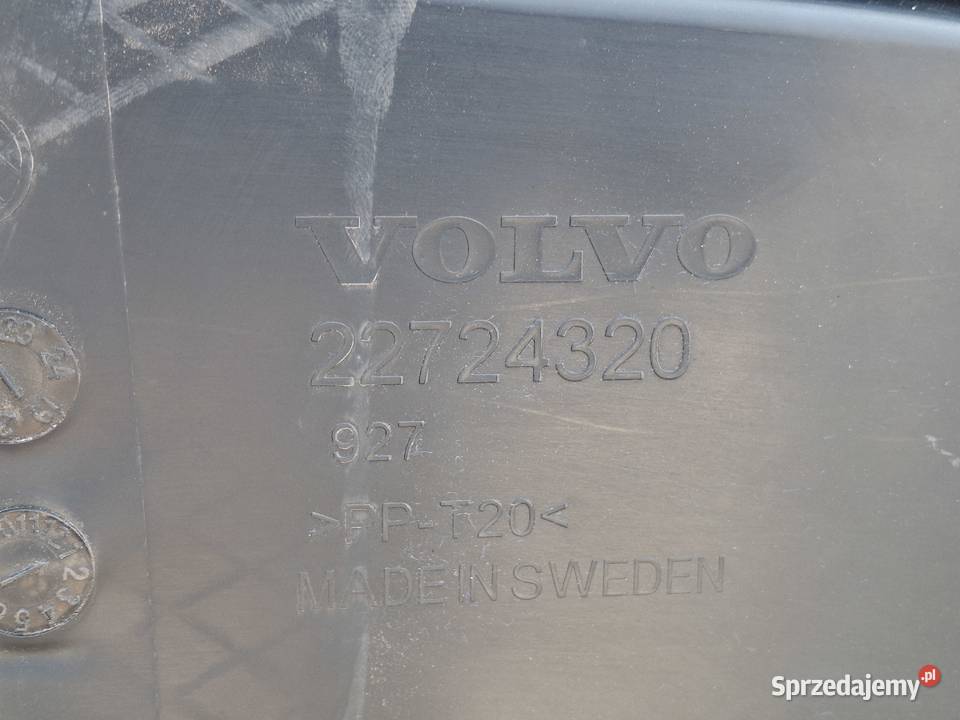 VOLVO
22724320
927
>PP-T20<
MADE IN SWEDEN
Sprzedajemy.pl